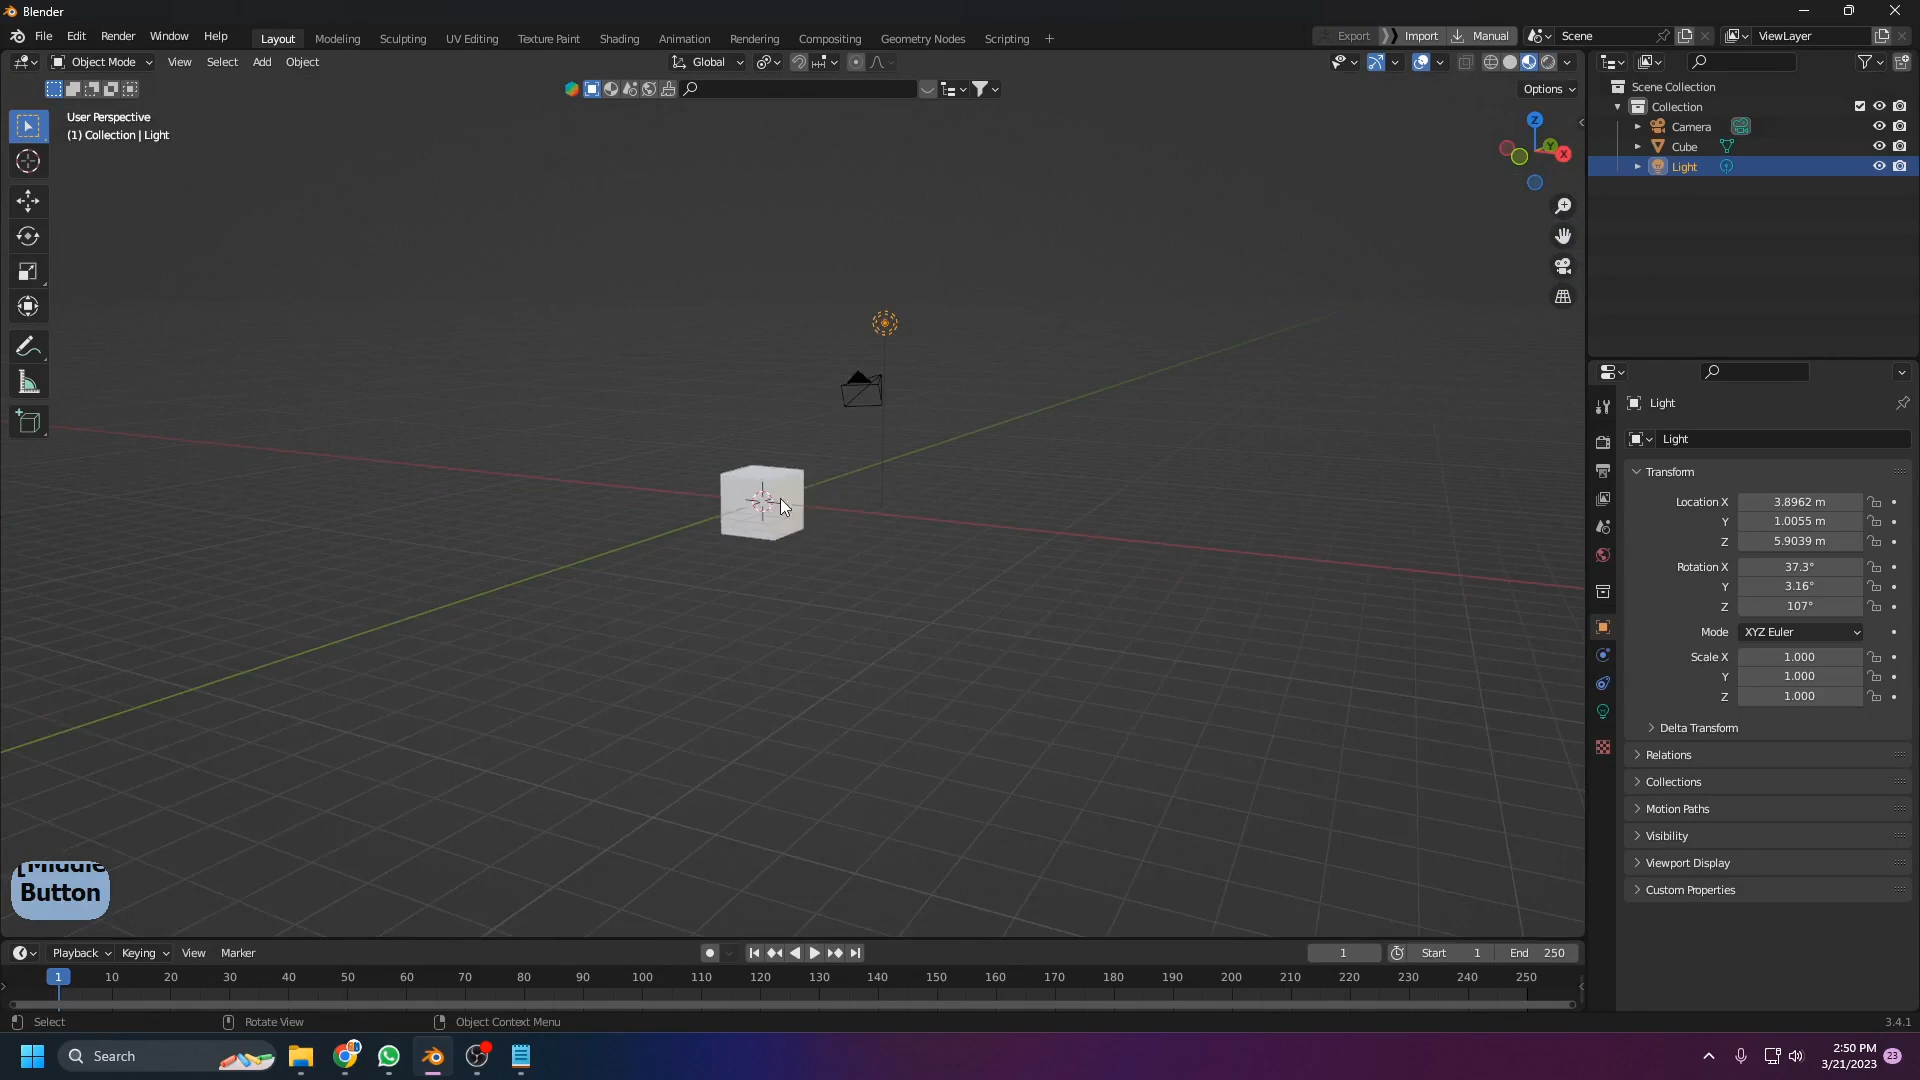 Blender
File Edit Render Window Help Layout Modeling Sculpting UV Editing Texture Paint Shading Animation Rendering Compositing Geometry Nodes Scripting + Export Import Manual Scene ViewLayer
Object Mode View Select Add Object Global
Options
User Perspective
(1) Collection | Light
Z
Y
X
Scene Collection
Collection
Camera
Cube
Light
Light
Light
Transform
Location X 3.8962 m
Y 1.0055 m
Z 5.9039 m
Rotation X 37.3°
Y 3.16°
Z 107°
Mode XYZ Euler
Scale X 1.000
Y 1.000
Z 1.000
Delta Transform
Relations
Collections
Motion Paths
Visibility
Viewport Display
Custom Properties
[Middle
Button
Playback Keying View Marker 1 Start 1 End 250
1 10 20 30 40 50 60 70 80 90 100 110 120 130 140 150 160 170 180 190 200 210 220 230 240 250
Select Rotate View Object Context Menu 3.4.1
Search
2:50 PM
3/21/2023
23